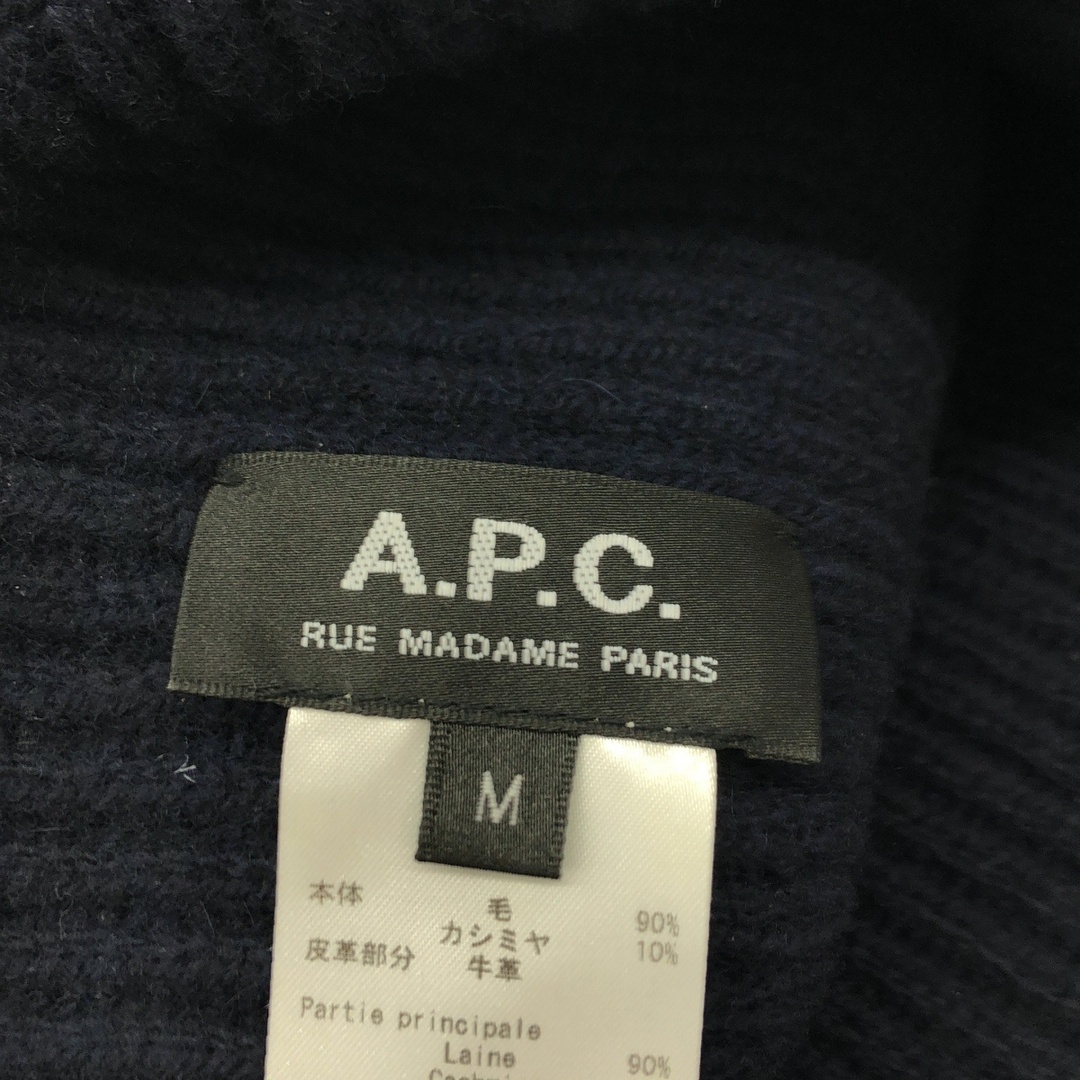 A.P.C.
RUE MADAME PARIS
M
本体 毛 90%
カシミヤ 10%
皮革部分 牛革
Partie principale
Laine 90%